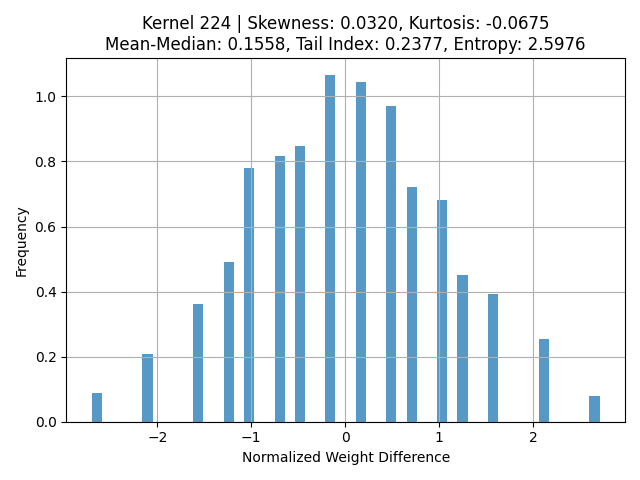 Kernel 224 | Skewness: 0.0320, Kurtosis: -0.0675
Mean-Median: 0.1558, Tail Index: 0.2377, Entropy: 2.5976
1.0
0.8
0.6
0.4
0.2
0.0
Frequency
−2
−1
0
1
2
Normalized Weight Difference